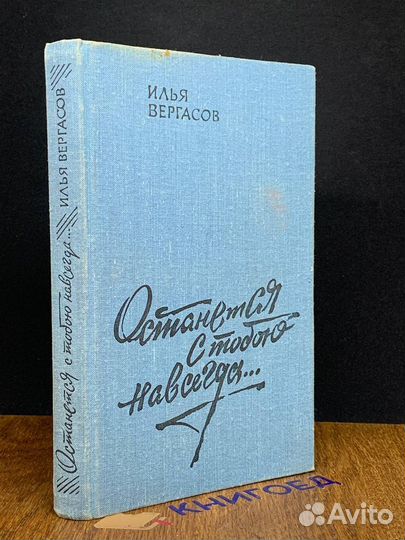 ИЛЬЯ
ВЕРГАСОВ
Останется
с тобою
навсегда...
Останется с тобою навсегда... ИЛЬЯ ВЕРГАСОВ
КНИГОЕД
Avito